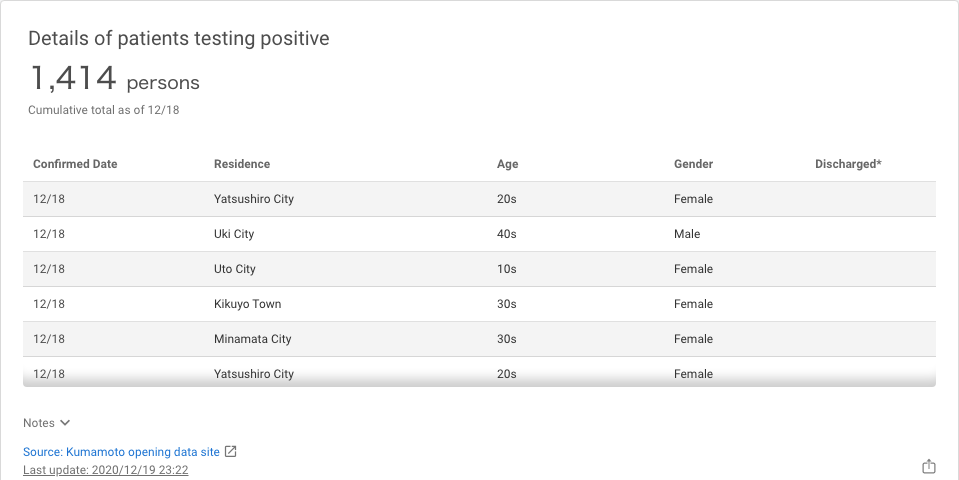 Details of patients testing positive
1,414 persons
Cumulative total as of 12/18
Confirmed Date Residence Age Gender Discharged*
12/18 Yatsushiro City 20s Female
12/18 Uki City 40s Male
12/18 Uto City 10s Female
12/18 Kikuyo Town 30s Female
12/18 Minamata City 30s Female
12/18 Yatsushiro City 20s Female
Notes
Source: Kumamoto opening data site
Last update: 2020/12/19 23:22